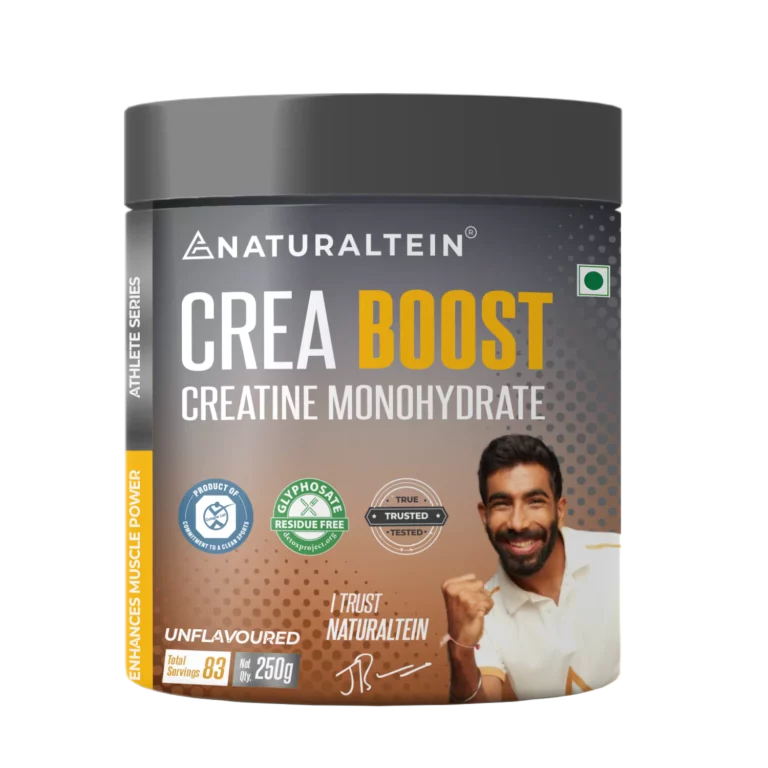 NATURALTEIN®
CREA BOOST
CREATINE MONOHYDRATE
ATHLETE SERIES
ENHANCES MUSCLE POWER
PRODUCT OF
COMMITMENT TO A CLEAN SPORTS
GLYPHOSATE
RESIDUE FREE
detoxproject.org
TRUE
TRUSTED
TESTED
I TRUST
NATURALTEIN
UNFLAVOURED
Total
Servings 83
Net
Qty. 250g
JB